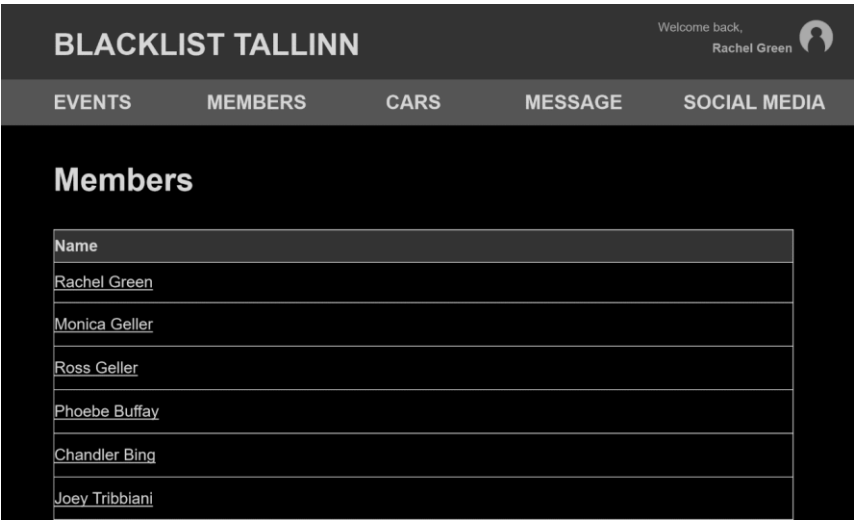 BLACKLIST TALLINN
Welcome back,
Rachel Green
EVENTS MEMBERS CARS MESSAGE SOCIAL MEDIA
Members
Name
Rachel Green
Monica Geller
Ross Geller
Phoebe Buffay
Chandler Bing
Joey Tribbiani